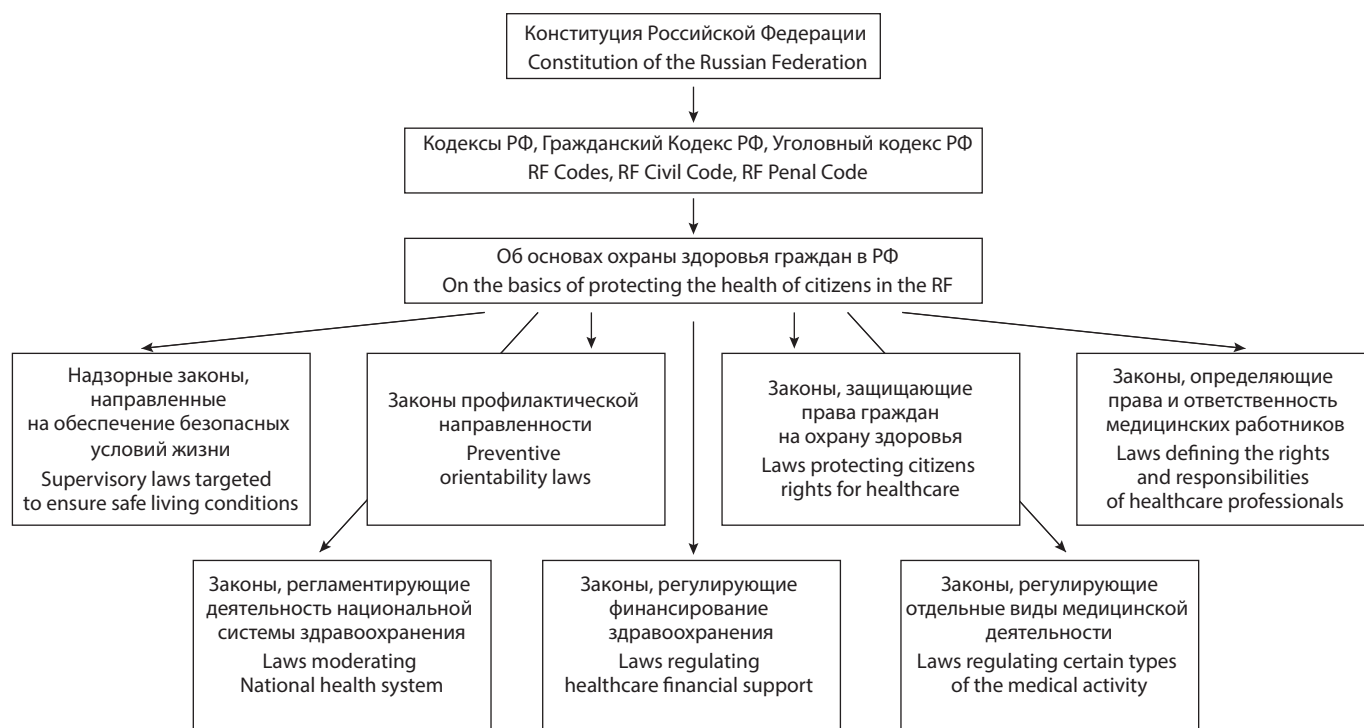 Конституция Российской Федерации
Constitution of the Russian Federation
Кодексы РФ, Гражданский Кодекс РФ, Уголовный кодекс РФ
RF Codes, RF Civil Code, RF Penal Code
Об основах охраны здоровья граждан в РФ
On the basics of protecting the health of citizens in the RF
Надзорные законы,
направленные
на обеспечение безопасных
условий жизни
Supervisory laws targeted
to ensure safe living conditions
Законы профилактической
направленности
Preventive
orientability laws
Законы, защищающие
права граждан
на охрану здоровья
Laws protecting citizens
rights for healthcare
Законы, определяющие
права и ответственность
медицинских работников
Laws defining the rights
and responsibilities
of healthcare professionals
Законы, регламентирующие
деятельность национальной
системы здравоохранения
Laws moderating
National health system
Законы, регулирующие
финансирование
здравоохранения
Laws regulating
healthcare financial support
Законы, регулирующие
отдельные виды медицинской
деятельности
Laws regulating certain types
of the medical activity